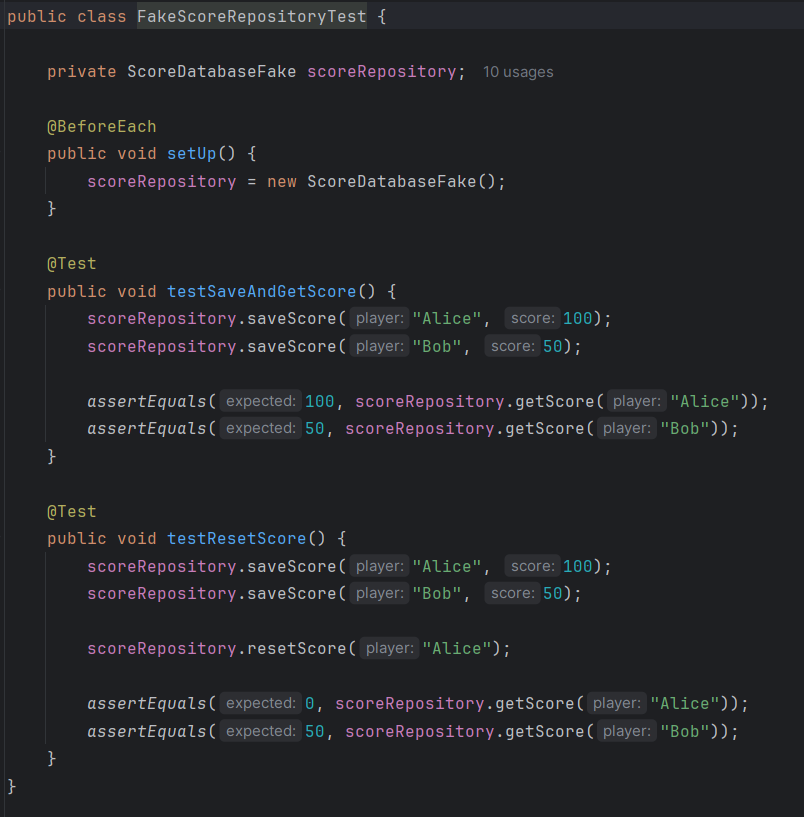 public class FakeScoreRepositoryTest {
private ScoreDatabaseFake scoreRepository; 10 usages
@BeforeEach
public void setUp() {
scoreRepository = new ScoreDatabaseFake();
}
@Test
public void testSaveAndGetScore() {
scoreRepository.saveScore( player: "Alice", score: 100);
scoreRepository.saveScore( player: "Bob", score: 50);
assertEquals( expected: 100, scoreRepository.getScore( player: "Alice"));
assertEquals( expected: 50, scoreRepository.getScore( player: "Bob"));
}
@Test
public void testResetScore() {
scoreRepository.saveScore( player: "Alice", score: 100);
scoreRepository.saveScore( player: "Bob", score: 50);
scoreRepository.resetScore( player: "Alice");
assertEquals( expected: 0, scoreRepository.getScore( player: "Alice"));
assertEquals( expected: 50, scoreRepository.getScore( player: "Bob"));
}
}